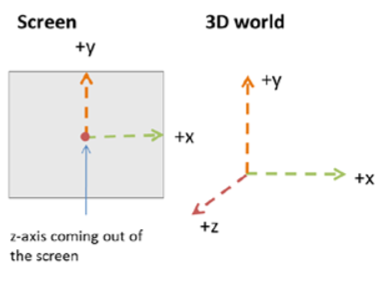 Screen
3D world
+y
+y
+x
+x
+z
z-axis coming out of
the screen